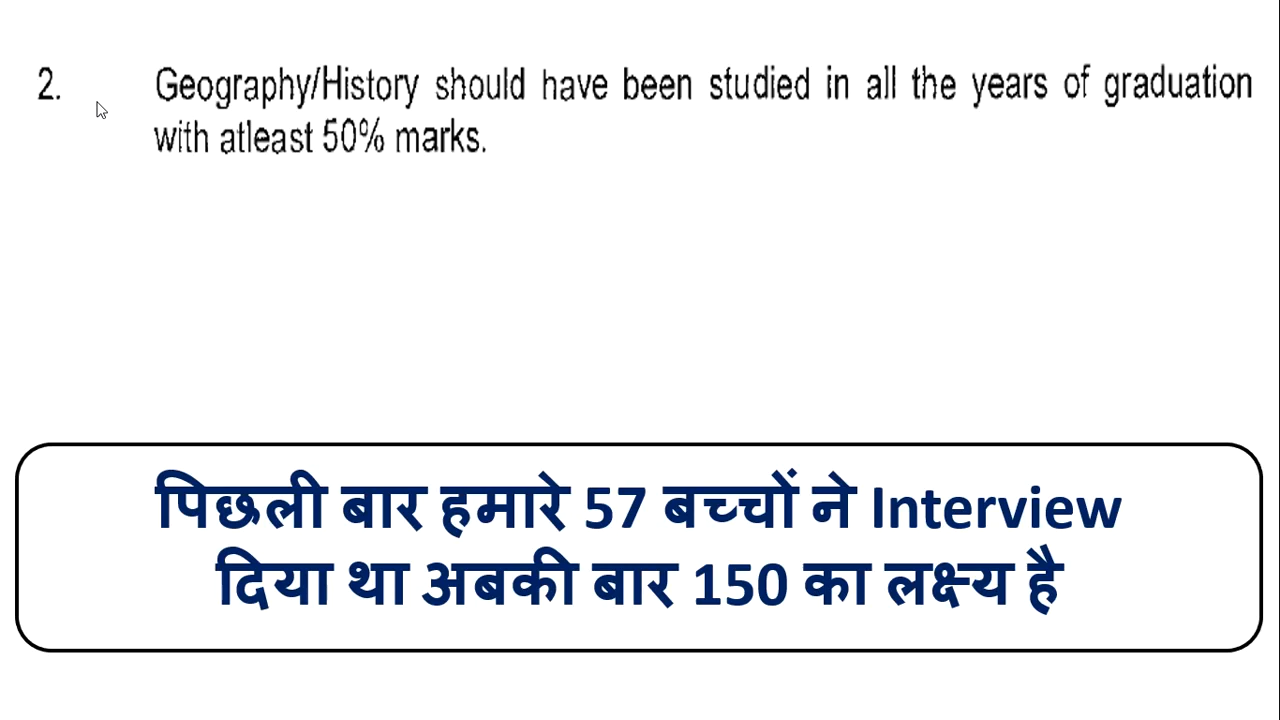 2. Geography/History should have been studied in all the years of graduation
with atleast 50% marks.
पिछली बार हमारे 57 बच्चों ने Interview
दिया था अबकी बार 150 का लक्ष्य है